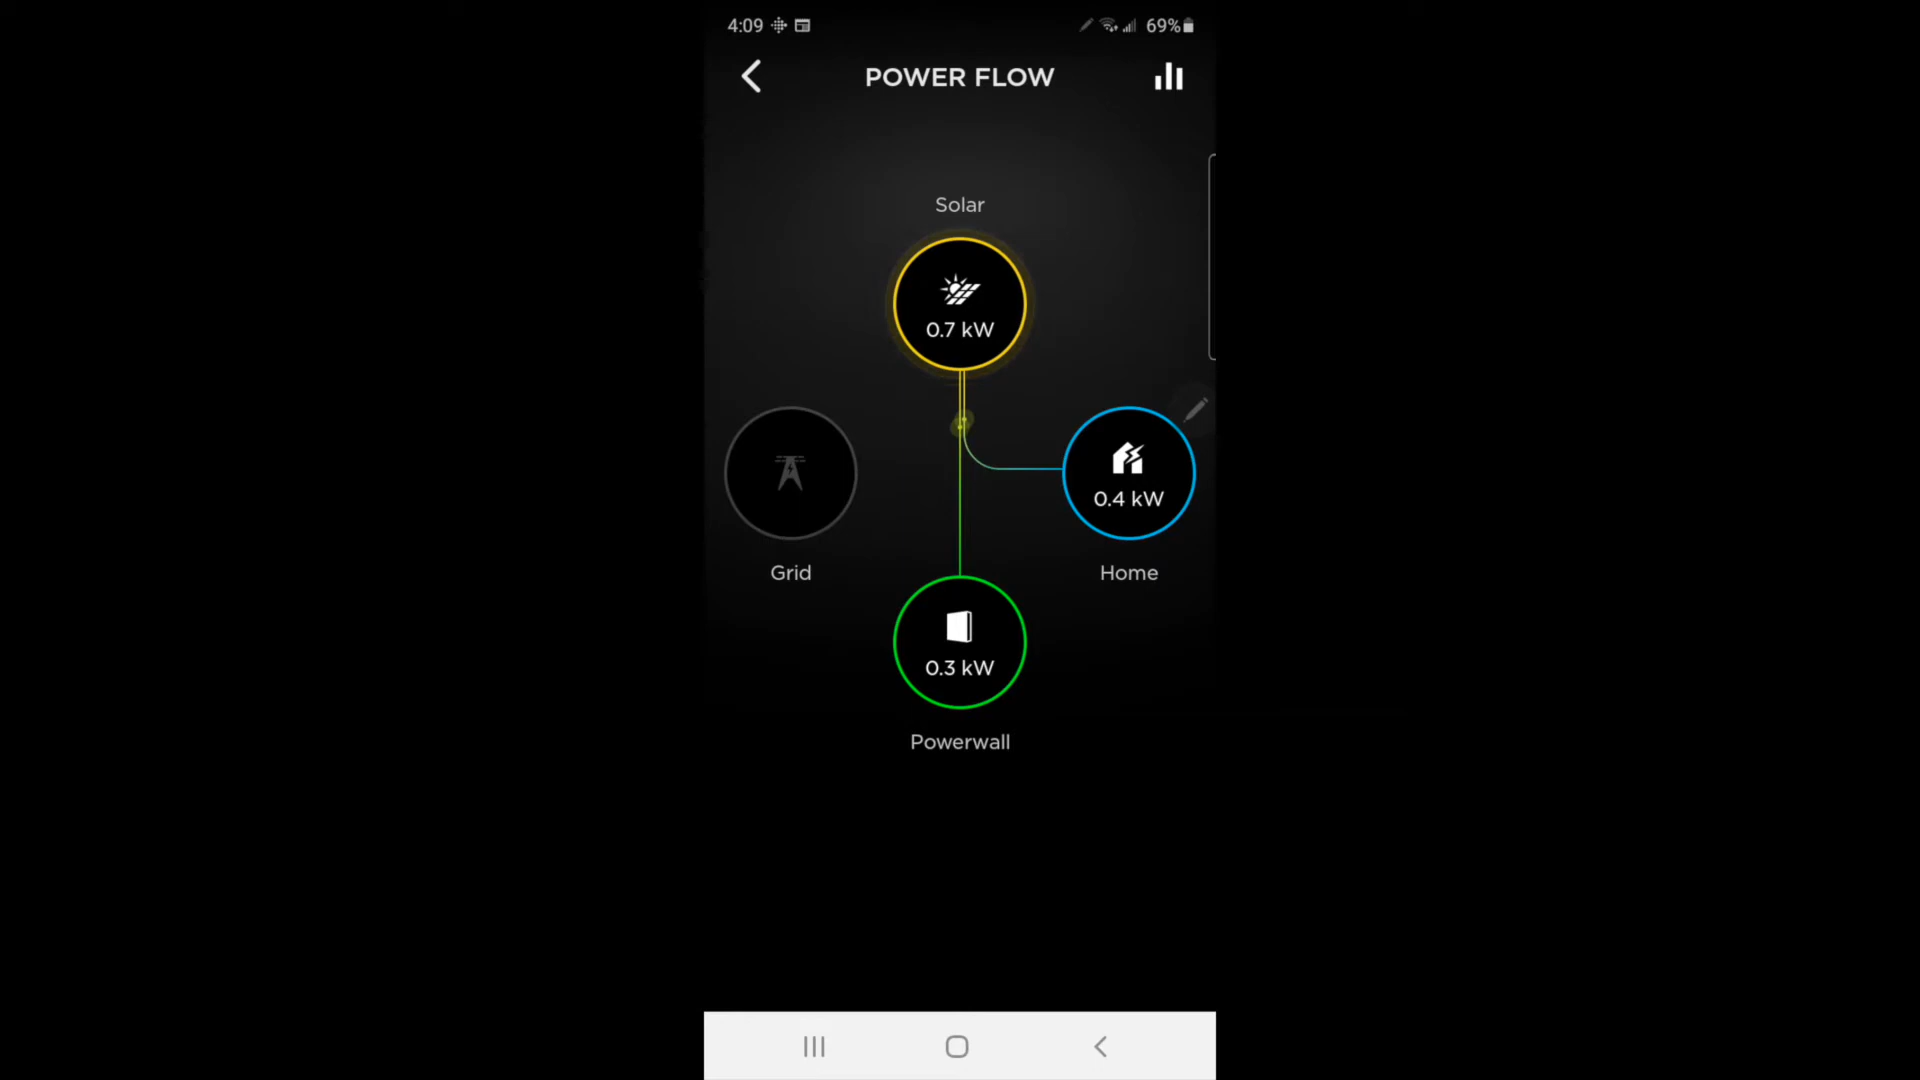 4:09 69%
POWER FLOW
Solar
0.7 kW
0.4 kW
Grid
Home
0.3 kW
Powerwall